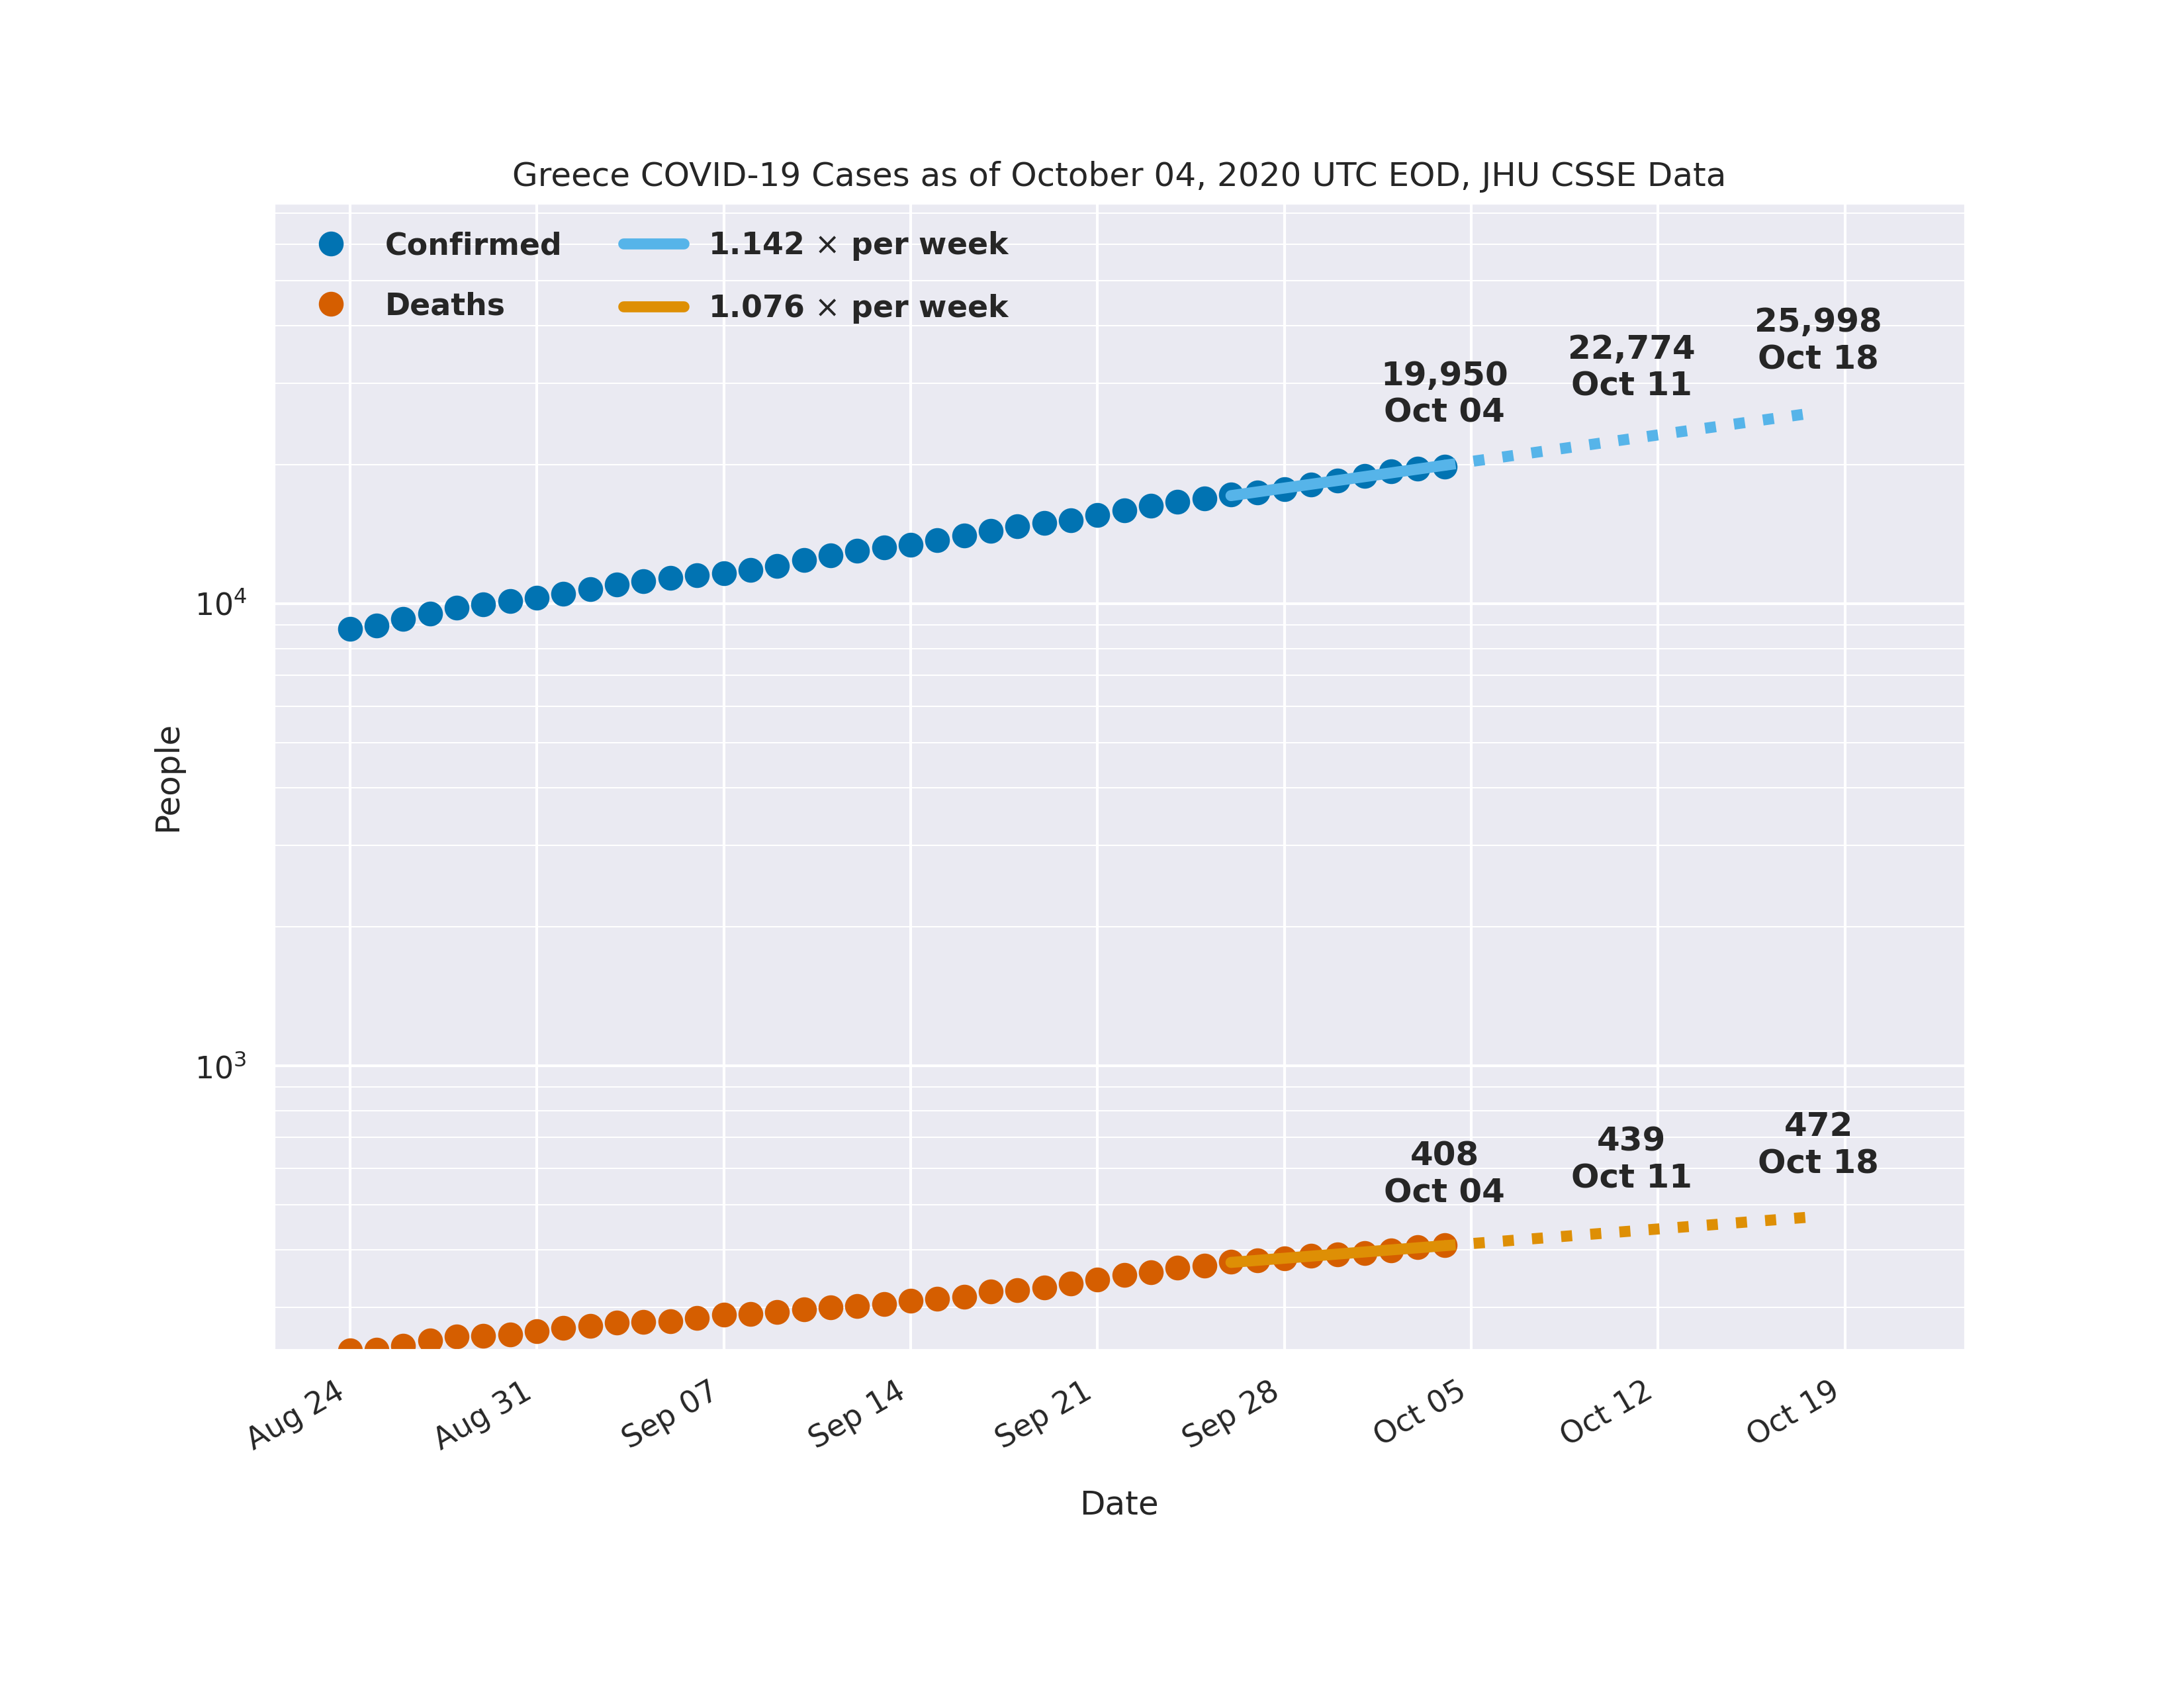 Greece COVID-19 Cases as of October 04, 2020 UTC EOD, JHU CSSE Data
Confirmed
Deaths
1.142 × per week
1.076 × per week
19,950
Oct 04
22,774
Oct 11
25,998
Oct 18
10⁴
People
10³
408
Oct 04
439
Oct 11
472
Oct 18
Aug 24
Aug 31
Sep 07
Sep 14
Sep 21
Sep 28
Oct 05
Oct 12
Oct 19
Date